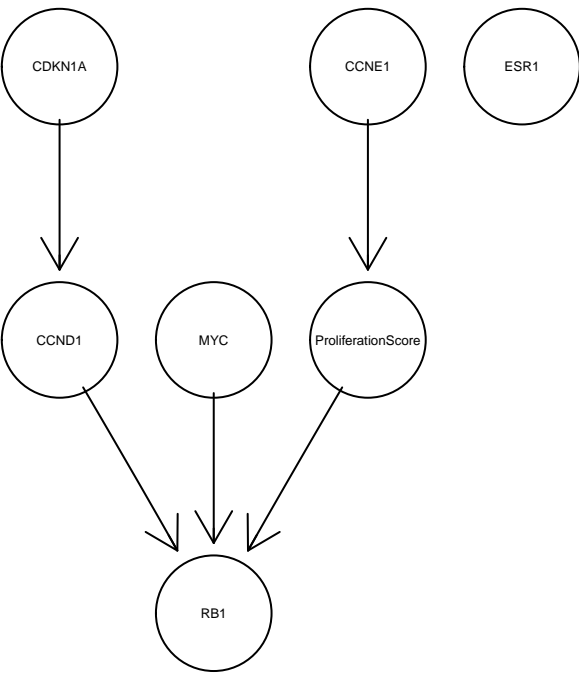 CDKN1A
CCNE1
ESR1
CCND1
MYC
ProliferationScore
RB1